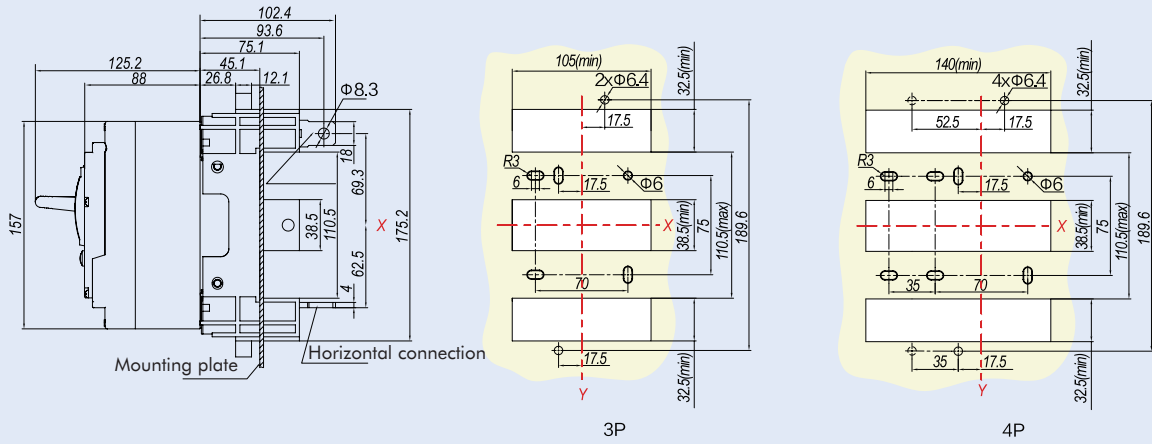 102.4
93.6
75.1
125.2
45.1
88
26.8
12.1
Φ8.3
18
69.3
157
38.5
110.5
X
175.2
62.5
4
Mounting plate
Horizontal connection
105(min)
32.5(min)
2xΦ6.4
17.5
R3
6
17.5
Φ6
X
38.5(min)
75
110.5(max)
189.6
70
17.5
32.5(min)
Y
3P
140(min)
32.5(min)
4xΦ6.4
52.5
17.5
R3
6
17.5
Φ6
X
38.5(min)
75
110.5(max)
189.6
35
70
35
17.5
32.5(min)
Y
4P